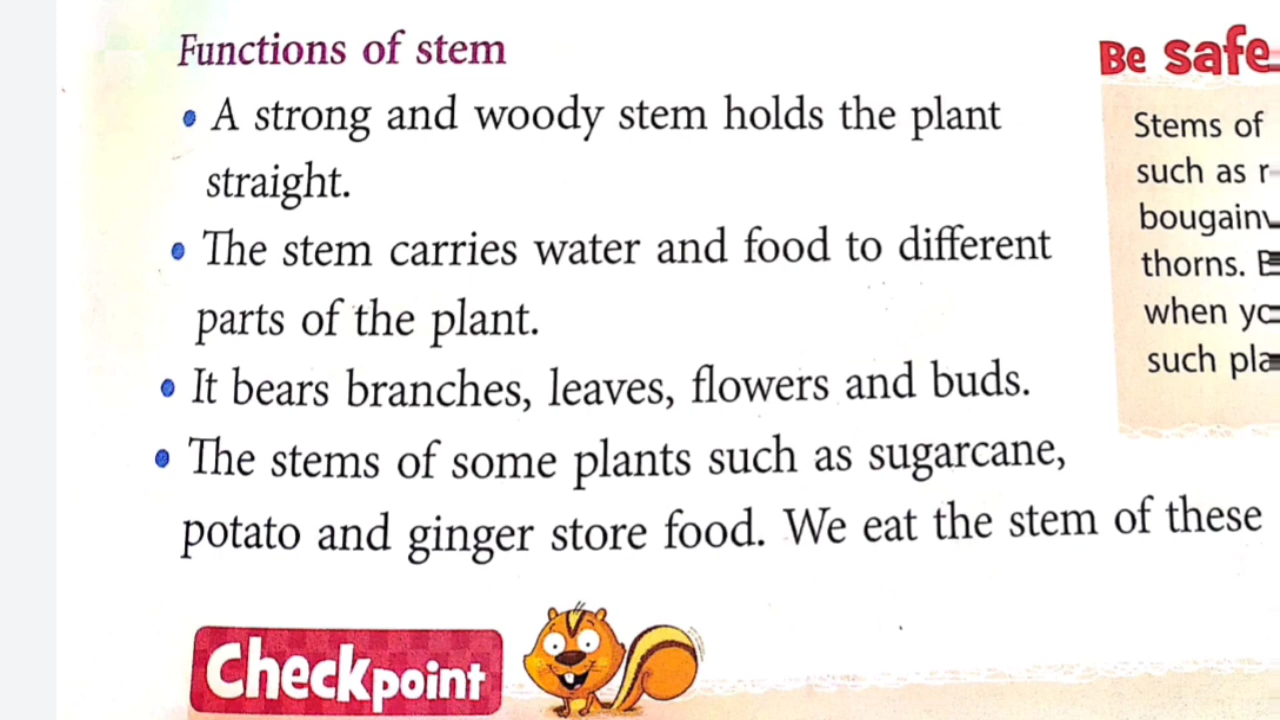 Functions of stem
• A strong and woody stem holds the plant
straight.
• The stem carries water and food to different
parts of the plant.
• It bears branches, leaves, flowers and buds.
• The stems of some plants such as sugarcane,
potato and ginger store food. We eat the stem of these
Checkpoint
Be safe
Stems of
such as
thorns.
when
such